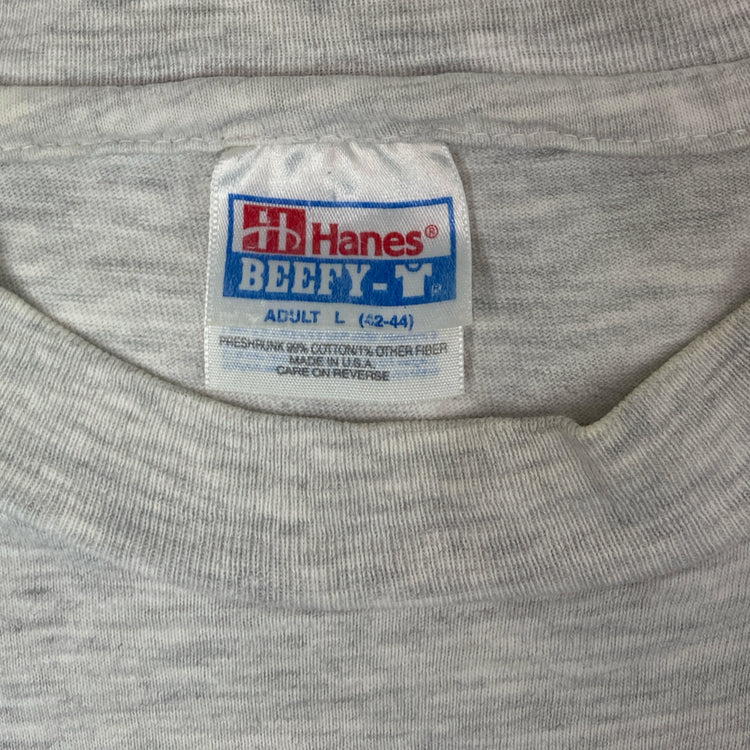 Hanes®
BEEFY-T®
ADULT L (42-44)
PRESHRUNK 99% COTTON/1% OTHER FIBER
MADE IN U.S.A.
CARE ON REVERSE